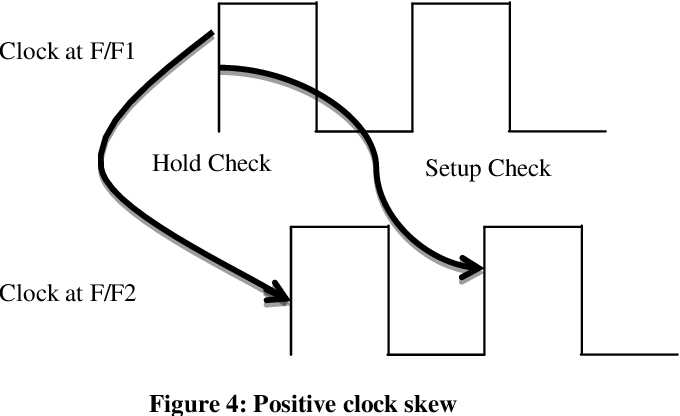 Clock at F/F1
Hold Check
Setup Check
Clock at F/F2
Figure 4: Positive clock skew